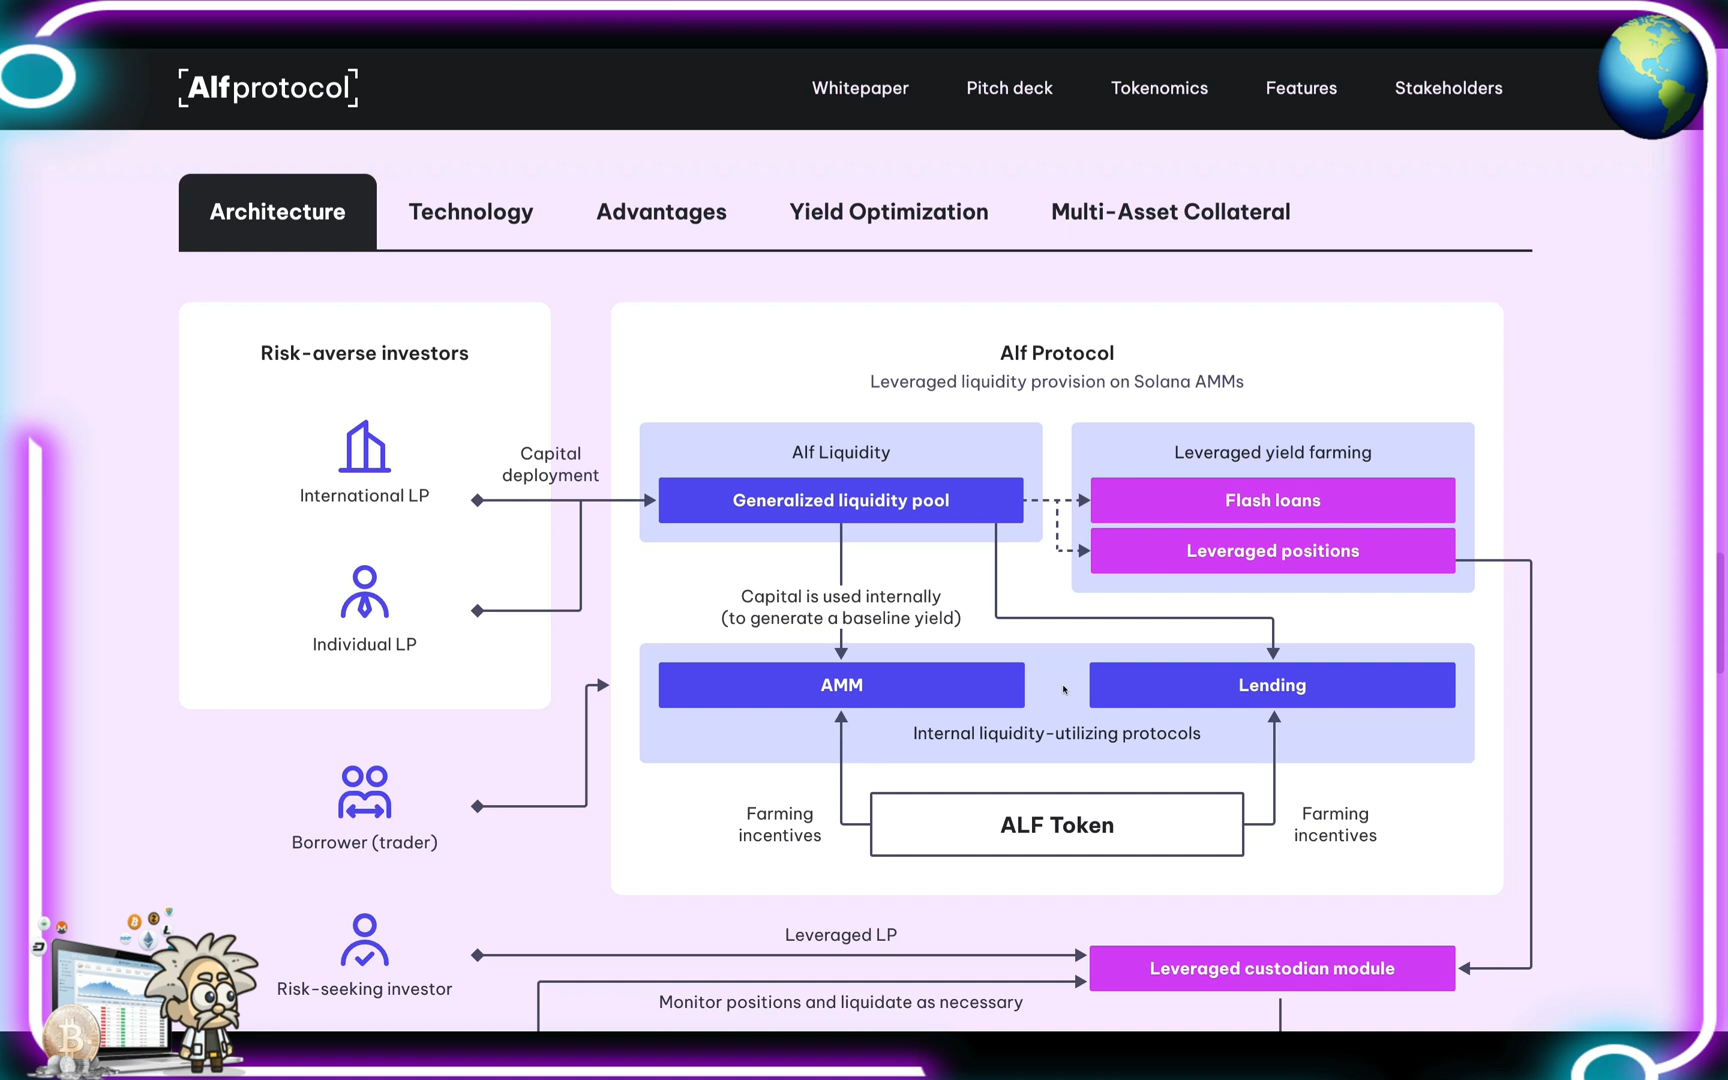 [Alfprotocol]
Whitepaper
Pitch deck
Tokenomics
Features
Stakeholders
Architecture
Technology
Advantages
Yield Optimization
Multi-Asset Collateral
Risk-averse investors
International LP
Individual LP
Capital
deployment
Borrower (trader)
Risk-seeking investor
Alf Protocol
Leveraged liquidity provision on Solana AMMs
Alf Liquidity
Generalized liquidity pool
Leveraged yield farming
Flash loans
Leveraged positions
Capital is used internally
(to generate a baseline yield)
AMM
Lending
Internal liquidity-utilizing protocols
Farming
incentives
ALF Token
Farming
incentives
Leveraged LP
Leveraged custodian module
Monitor positions and liquidate as necessary